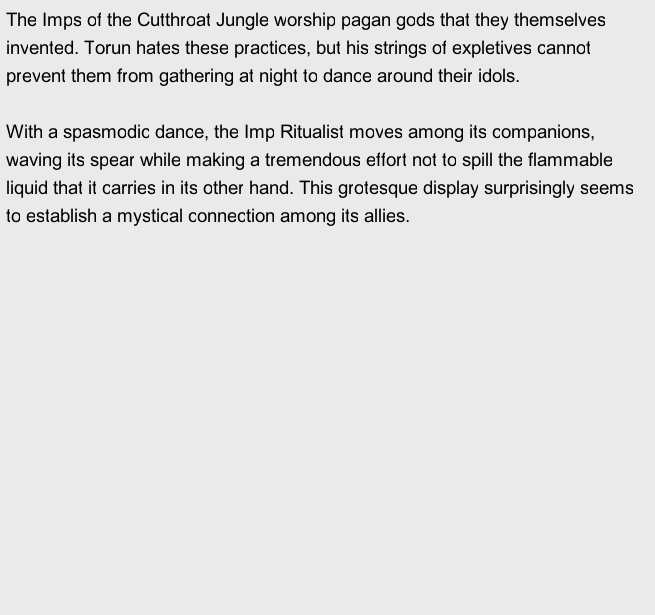 The Imps of the Cutthroat Jungle worship pagan gods that they themselves
invented. Torun hates these practices, but his strings of expletives cannot
prevent them from gathering at night to dance around their idols.
With a spasmodic dance, the Imp Ritualist moves among its companions,
waving its spear while making a tremendous effort not to spill the flammable
liquid that it carries in its other hand. This grotesque display surprisingly seems
to establish a mystical connection among its allies.